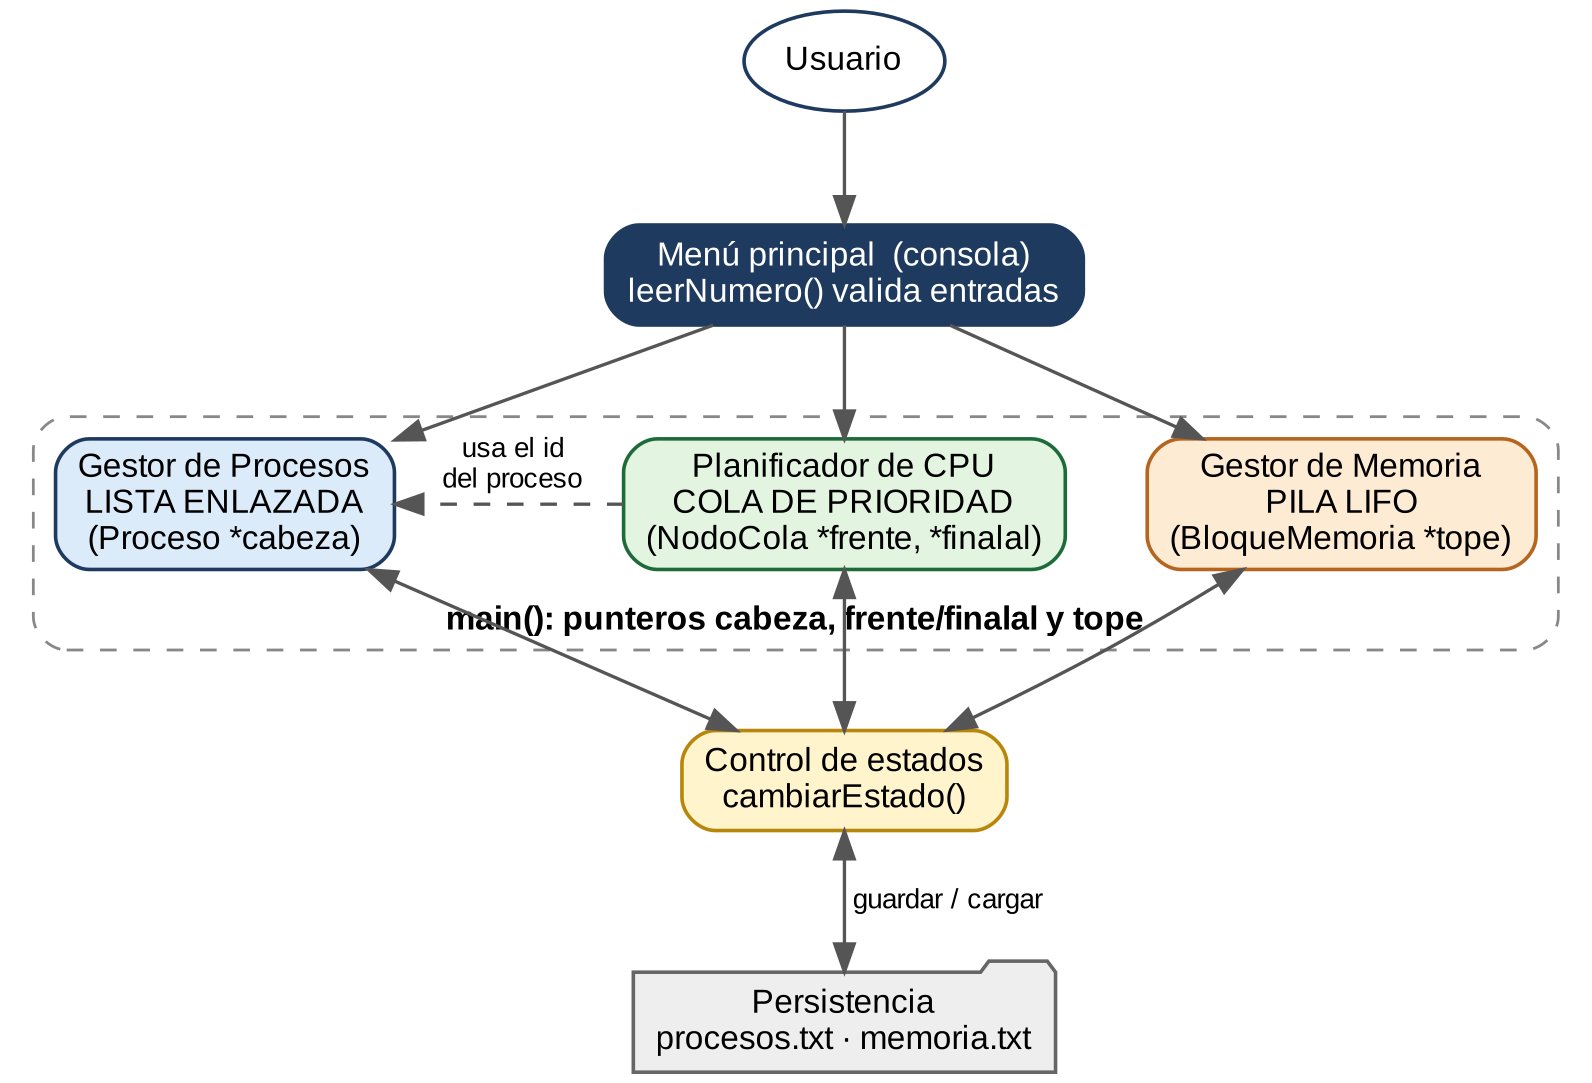 Usuario
Menú principal  (consola)
leerNumero() valida entradas
Gestor de Procesos
LISTA ENLAZADA
(Proceso *cabeza)
usa el id
del proceso
Planificador de CPU
COLA DE PRIORIDAD
(NodoCola *frente, *finalal)
Gestor de Memoria
PILA LIFO
(BloqueMemoria *tope)
main(): punteros cabeza, frente/finalal y tope
Control de estados
cambiarEstado()
guardar / cargar
Persistencia
procesos.txt · memoria.txt